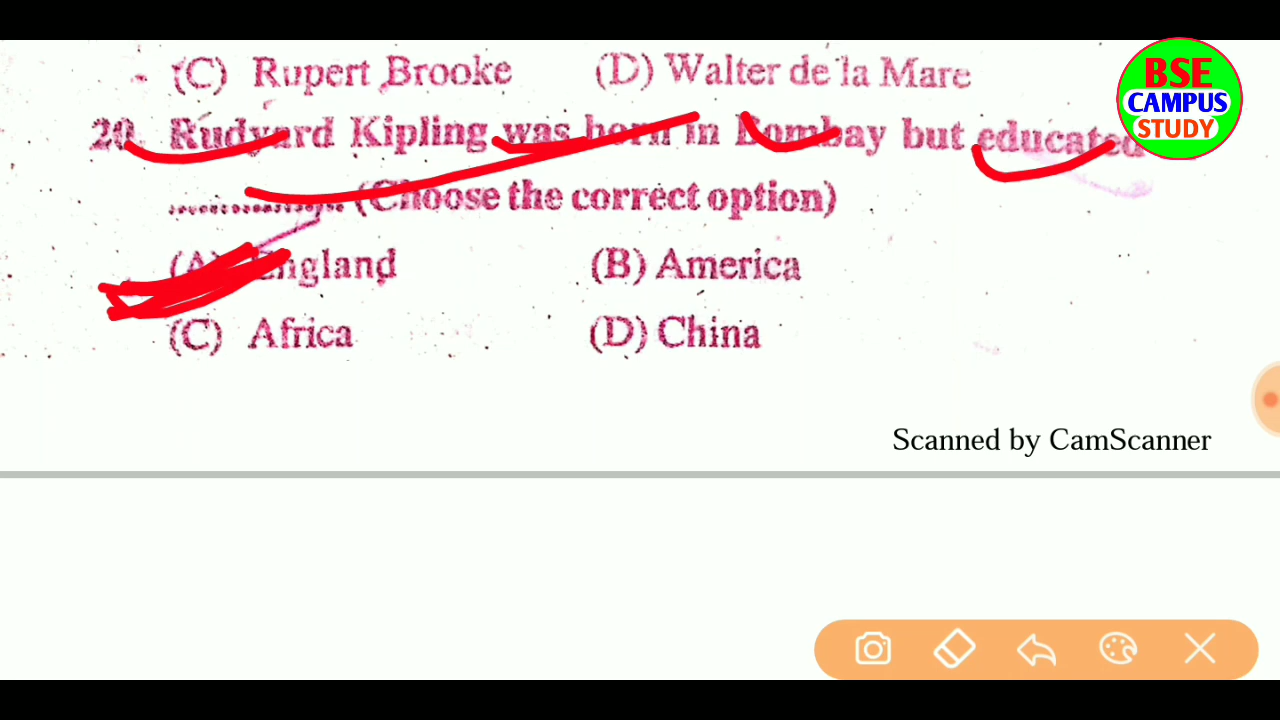 (C) Rupert Brooke (D) Walter de la Mare
20. Rudyard Kipling was born in Bombay but educated
................ (Choose the correct option)
(A) England (B) America
(C) Africa (D) China
Scanned by CamScanner
BSE
CAMPUS
STUDY